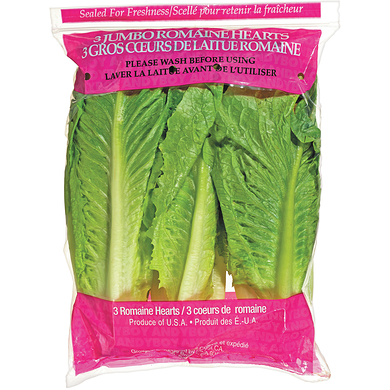 Sealed For Freshness/Scellé pour retenir la fraîcheur
3 JUMBO ROMAINE HEARTS
3 GROS CŒURS DE LAITUE ROMAINE
PLEASE WASH BEFORE USING
LAVER LA LAITUE AVANT DE L'UTILISER
3 Romaine Hearts / 3 coeurs de romaine
Produce of U.S.A. • Produit des É.-U.A
et expédié